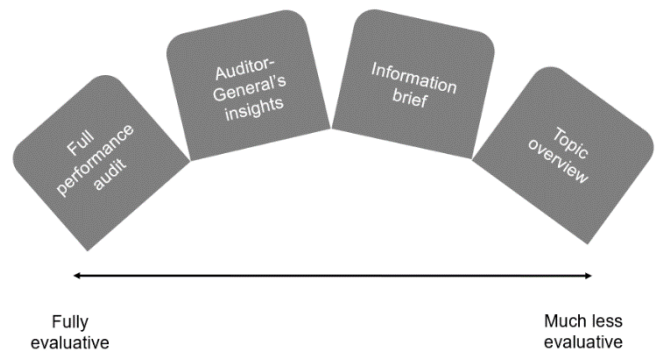 Full
performance
audit
Auditor-
General's
insights
Information
brief
Topic
overview
Fully
evaluative
Much less
evaluative